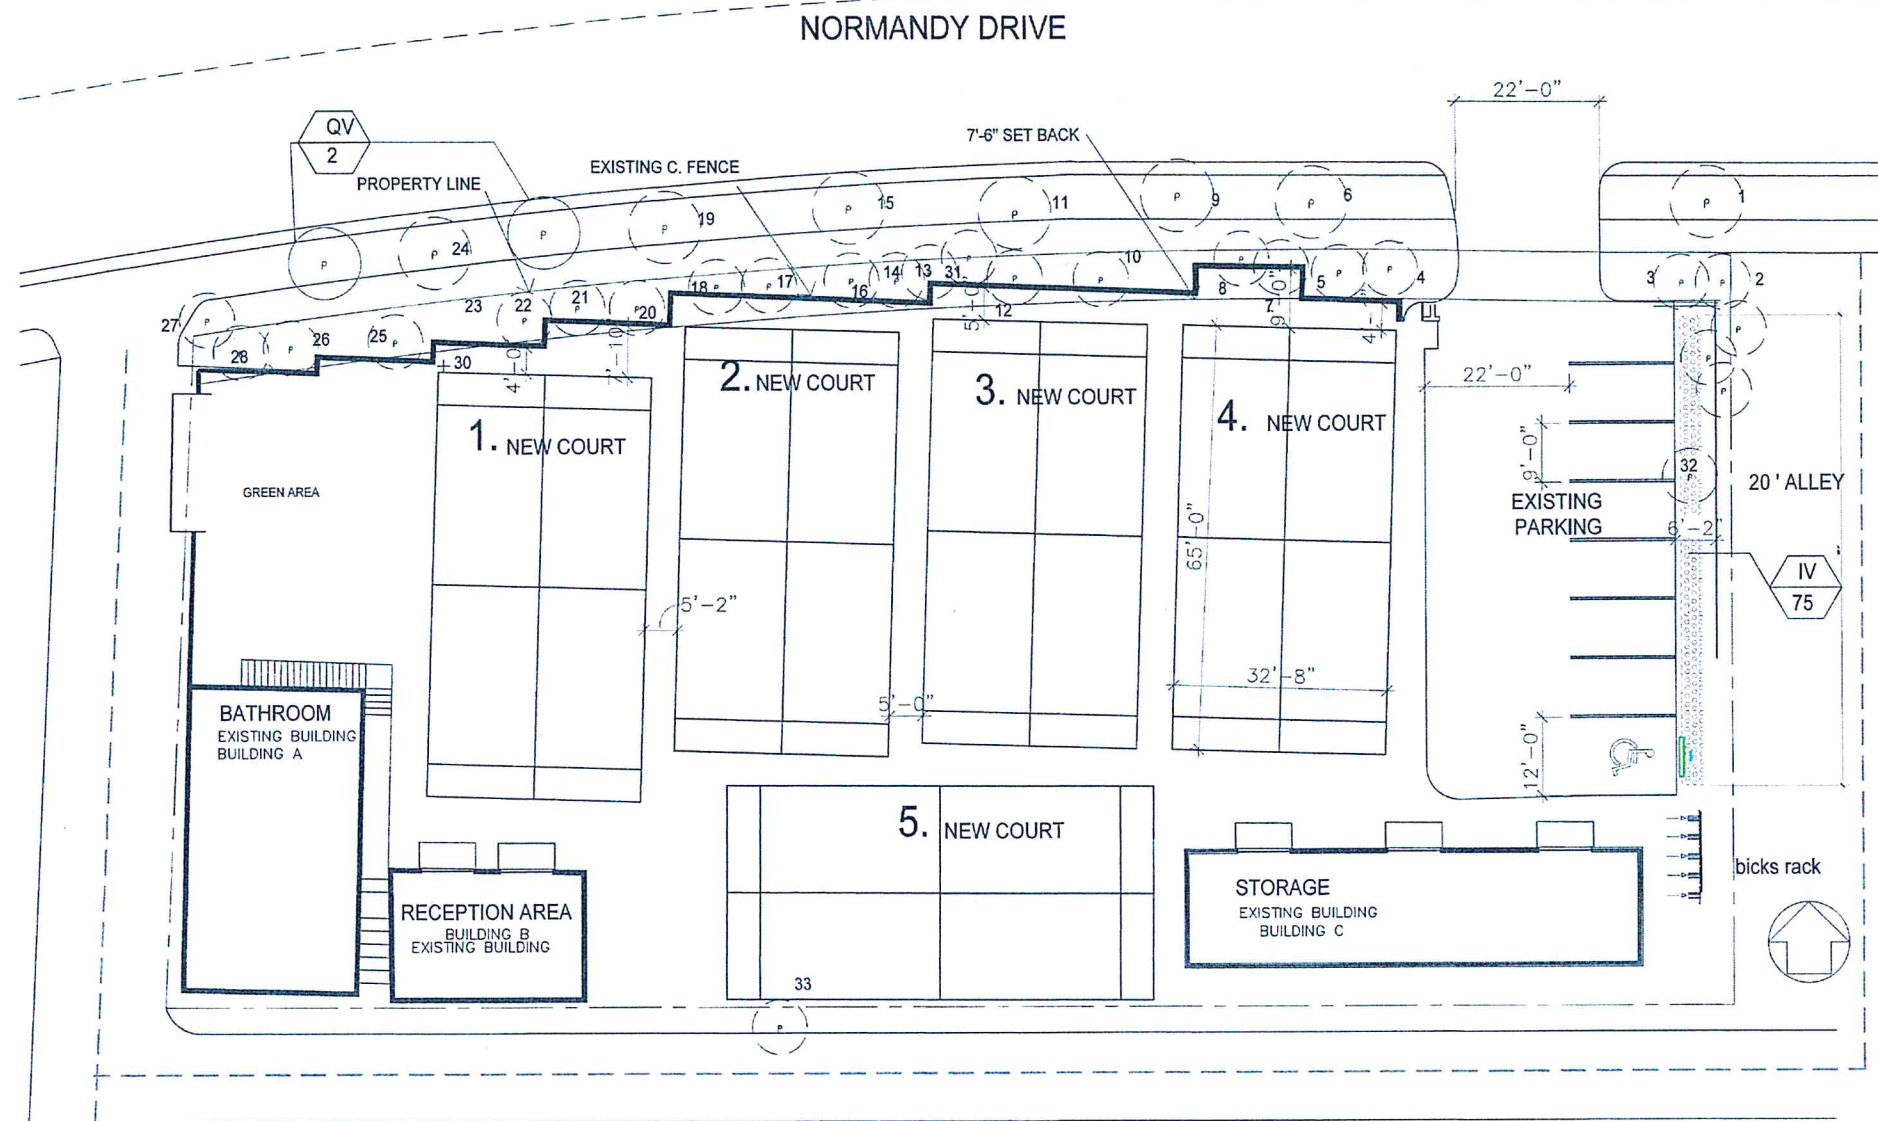 NORMANDY DRIVE
22'-0"
QV
2
7'-6" SET BACK
EXISTING C. FENCE
PROPERTY LINE
1
6
9
11
15
19
24
10
31
13
14
17
16
18
12
8
7
5
4
3
2
20
21
22
23
25
26
27
28
30
9'-0"
5'-0"
4'-0"
1. NEW COURT
2. NEW COURT
3. NEW COURT
4. NEW COURT
22'-0"
9'-0"
32
20 ' ALLEY
EXISTING
PARKING
6'-2"
IV
75
GREEN AREA
65'-0"
5'-2"
32'-8"
5'-0"
12'-0"
BATHROOM
EXISTING BUILDING
BUILDING A
5. NEW COURT
RECEPTION AREA
BUILDING B
EXISTING BUILDING
STORAGE
EXISTING BUILDING
BUILDING C
bicks rack
33